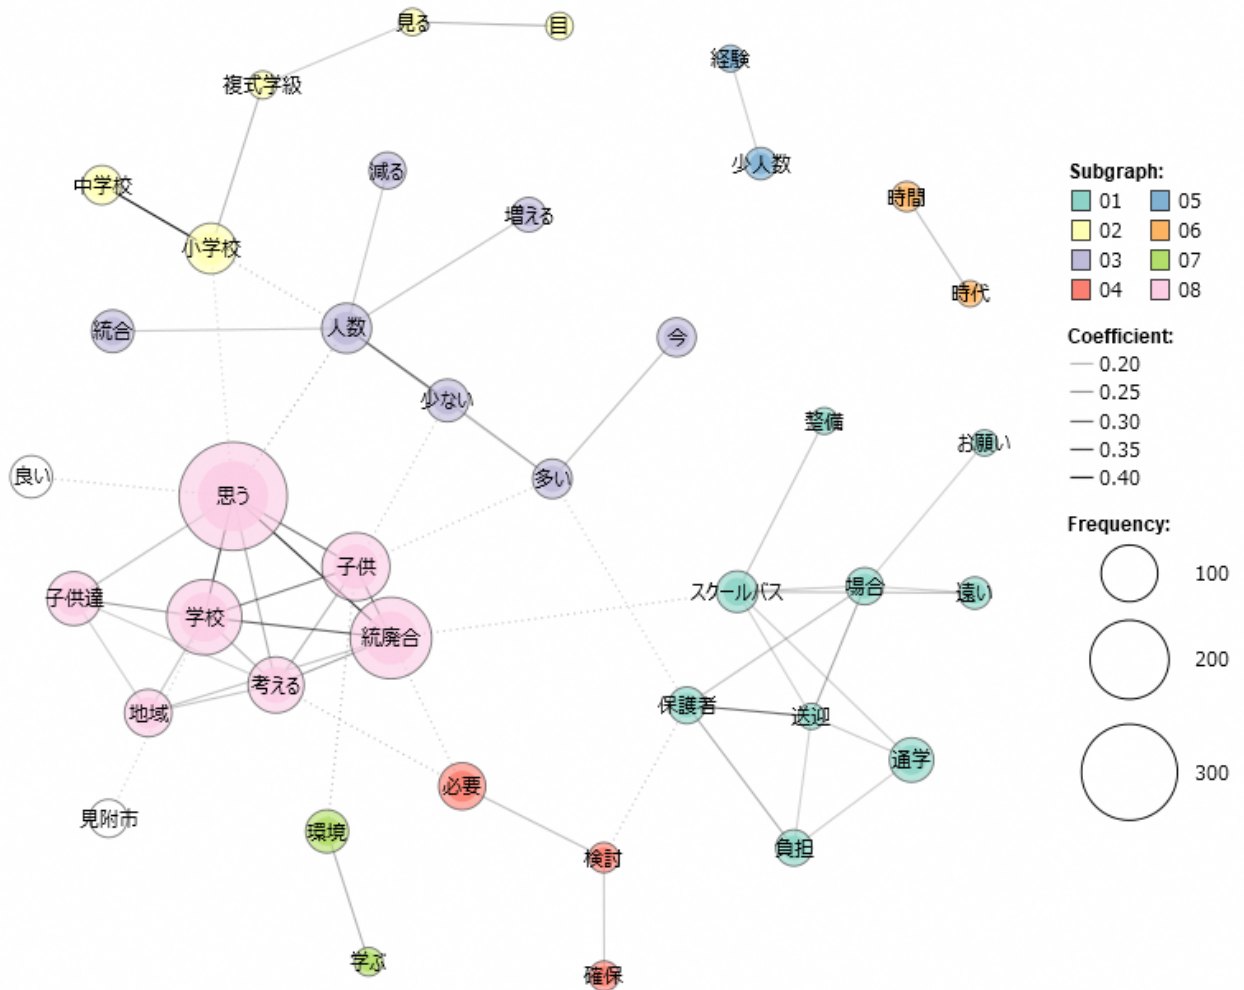 見る
目
経験
複式学級
少人数
減る
中学校
時間
増える
小学校
時代
人数
統合
今
少ない
整備
お願い
良い
多い
思う
子供
スクールバス
場合
遠い
子供達
学校
統廃合
考える
地域
保護者
送迎
通学
必要
見附市
環境
負担
検討
学ぶ
確保
Subgraph:
01 05
02 06
03 07
04 08
Coefficient:
0.20
0.25
0.30
0.35
0.40
Frequency:
100
200
300